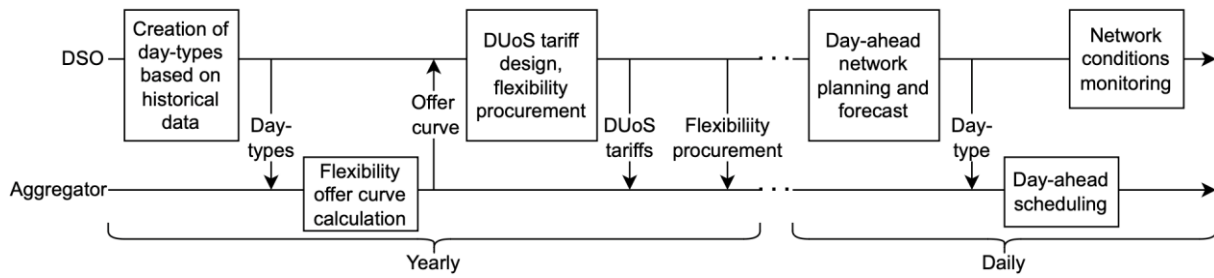 DSO
Creation of
day-types
based on
historical
data
Day-
types
Offer
curve
DUoS tariff
design,
flexibility
procurement
DUoS
tariffs
Flexibiliity
procurement
Day-ahead
network
planning and
forecast
Day-
type
Network
conditions
monitoring
Aggregator
Flexibility
offer curve
calculation
Day-ahead
scheduling
Yearly
Daily